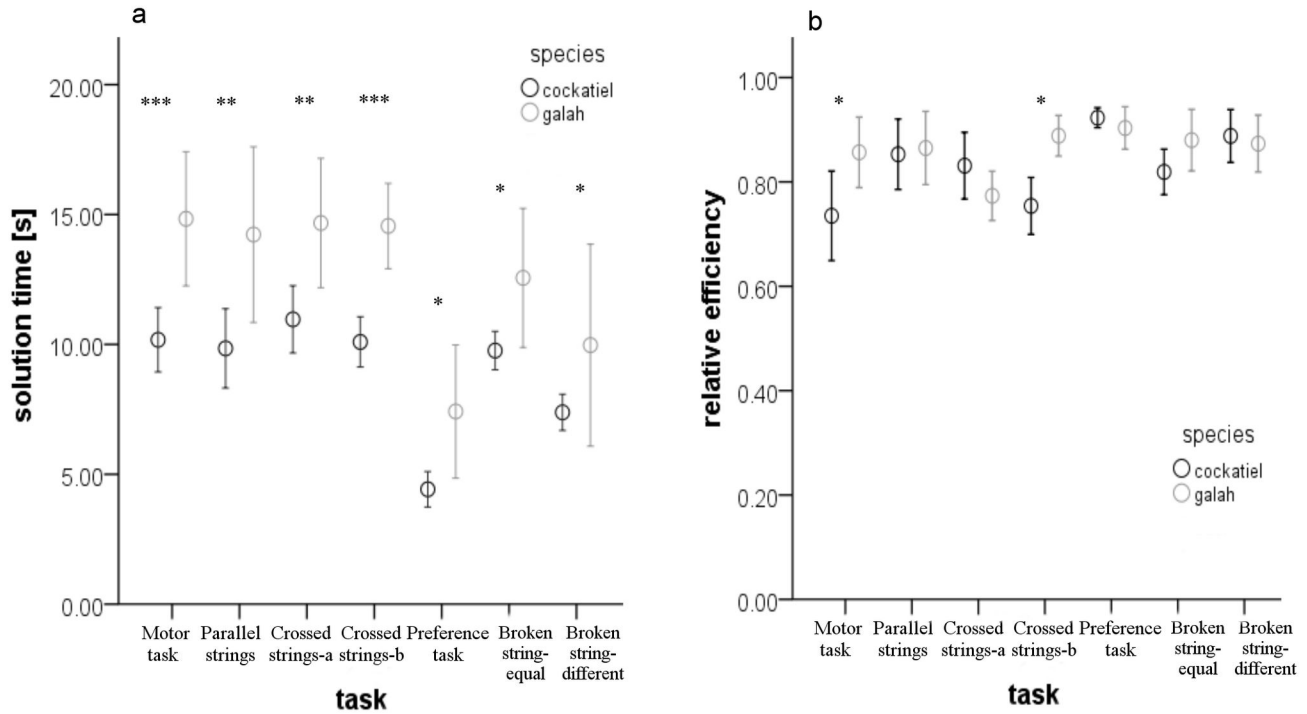 a
species
cockatiel
galah
20.00
15.00
10.00
5.00
0.00
*** ** ** *** * * *
solution time [s]
Motor task
Parallel strings
Crossed strings-a
Crossed strings-b
Preference task
Broken string-equal
Broken string-different
task
b
1.00
0.80
0.60
0.40
0.20
0.00
* *
relative efficiency
species
cockatiel
galah
Motor task
Parallel strings
Crossed strings-a
Crossed strings-b
Preference task
Broken string-equal
Broken string-different
task